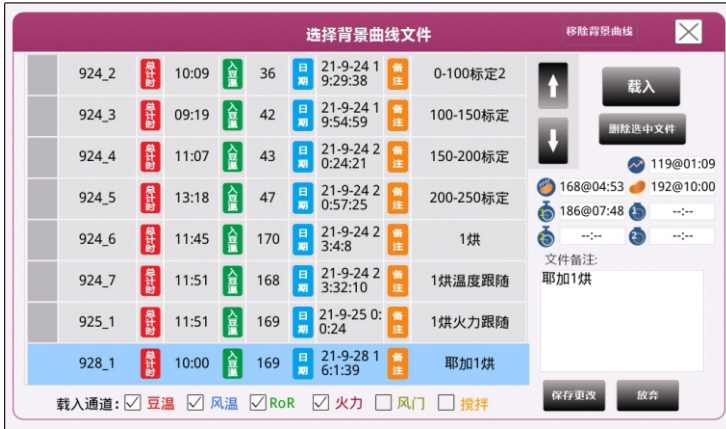 选择背景曲线文件
移除背景曲线
924_2 总计时 10:09 入豆温 36 日期 21-9-24 1 9:29:38 备注 0-100标定2
924_3 总计时 09:19 入豆温 42 日期 21-9-24 1 9:54:59 备注 100-150标定
924_4 总计时 11:07 入豆温 43 日期 21-9-24 2 0:24:21 备注 150-200标定
924_5 总计时 13:18 入豆温 47 日期 21-9-24 2 0:57:25 备注 200-250标定
924_6 总计时 11:45 入豆温 170 日期 21-9-24 2 3:4:8 备注 1烘
924_7 总计时 11:51 入豆温 168 日期 21-9-24 2 3:32:10 备注 1烘温度跟随
925_1 总计时 11:51 入豆温 169 日期 21-9-25 0: 0:24 备注 1烘火力跟随
928_1 总计时 10:00 入豆温 169 日期 21-9-28 1 6:1:39 备注 耶加1烘
载入通道: 豆温 风温 RoR 火力 风门 搅拌
载入
删除选中文件
119@01:09
168@04:53 192@10:00
186@07:48 1 --:--
2 --:-- 2 --:--
文件备注:
耶加1烘
保存更改 放弃